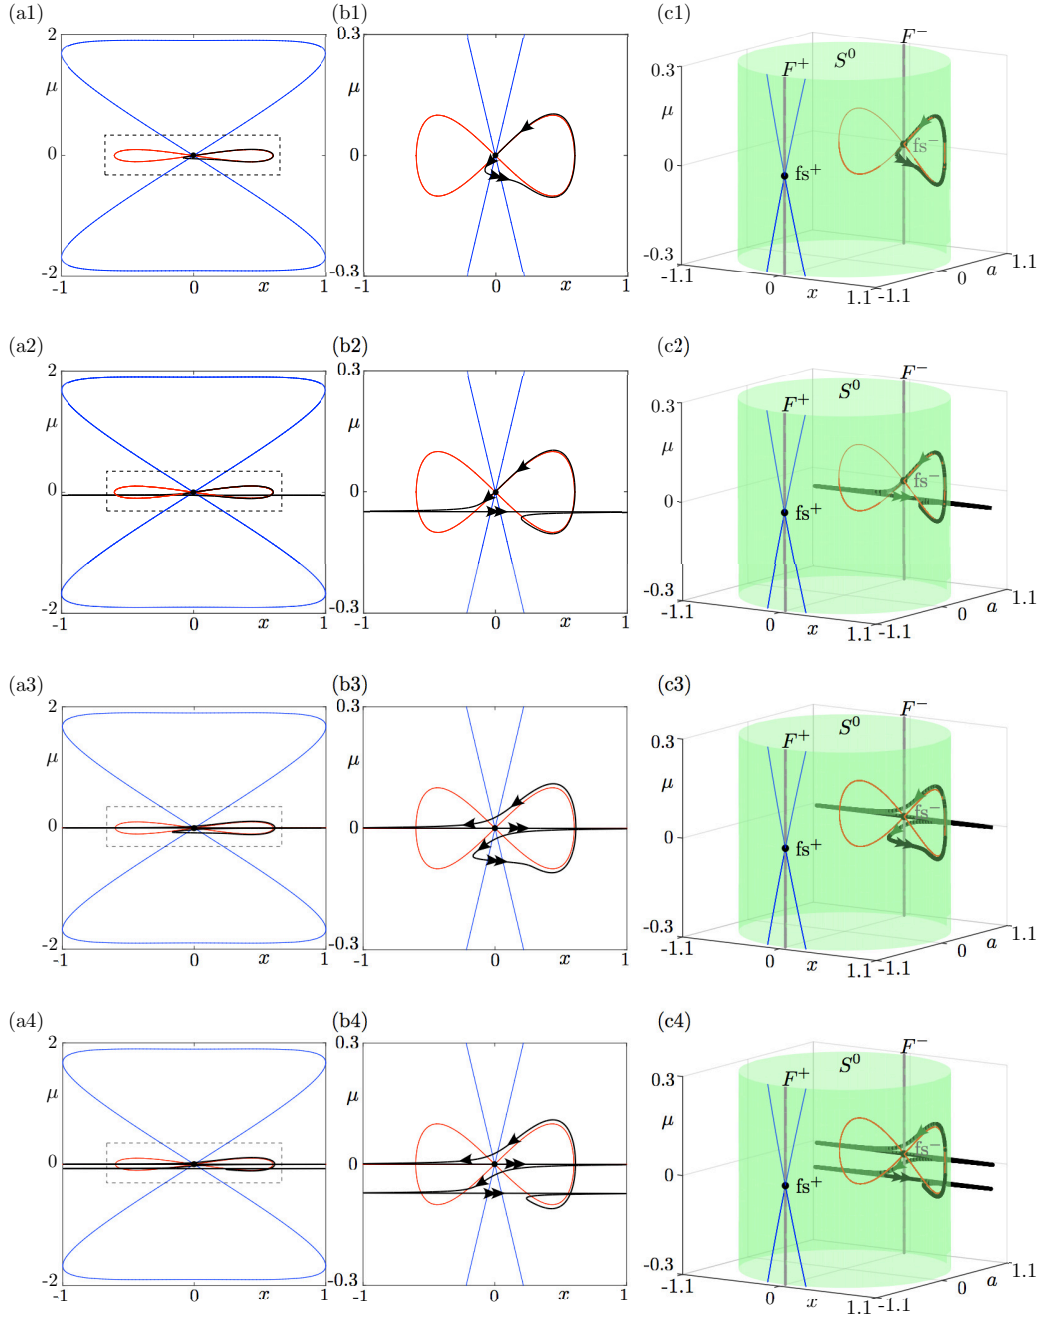 (a1) (b1) (c1)
2 μ 0 -2 -1 0 x 1
0.3 μ 0 -0.3 -1 0 x 1
F⁻ F⁺ S⁰ 0.3 μ 0 -0.3 fs⁻ fs⁺ -1.1 0 x 1.1 -1.1 0 a 1.1
(a2) (b2) (c2)
2 μ 0 -2 -1 0 x 1
0.3 μ 0 -0.3 -1 0 x 1
F⁻ F⁺ S⁰ 0.3 μ 0 -0.3 fs⁻ fs⁺ -1.1 0 x 1.1 -1.1 0 a 1.1
(a3) (b3) (c3)
2 μ 0 -2 -1 0 x 1
0.3 μ 0 -0.3 -1 0 x 1
F⁻ F⁺ S⁰ 0.3 μ 0 -0.3 fs⁻ fs⁺ -1.1 0 x 1.1 -1.1 0 a 1.1
(a4) (b4) (c4)
2 μ 0 -2 -1 0 x 1
0.3 μ 0 -0.3 -1 0 x 1
F⁻ F⁺ S⁰ 0.3 μ 0 -0.3 fs⁻ fs⁺ -1.1 0 x 1.1 -1.1 0 a 1.1